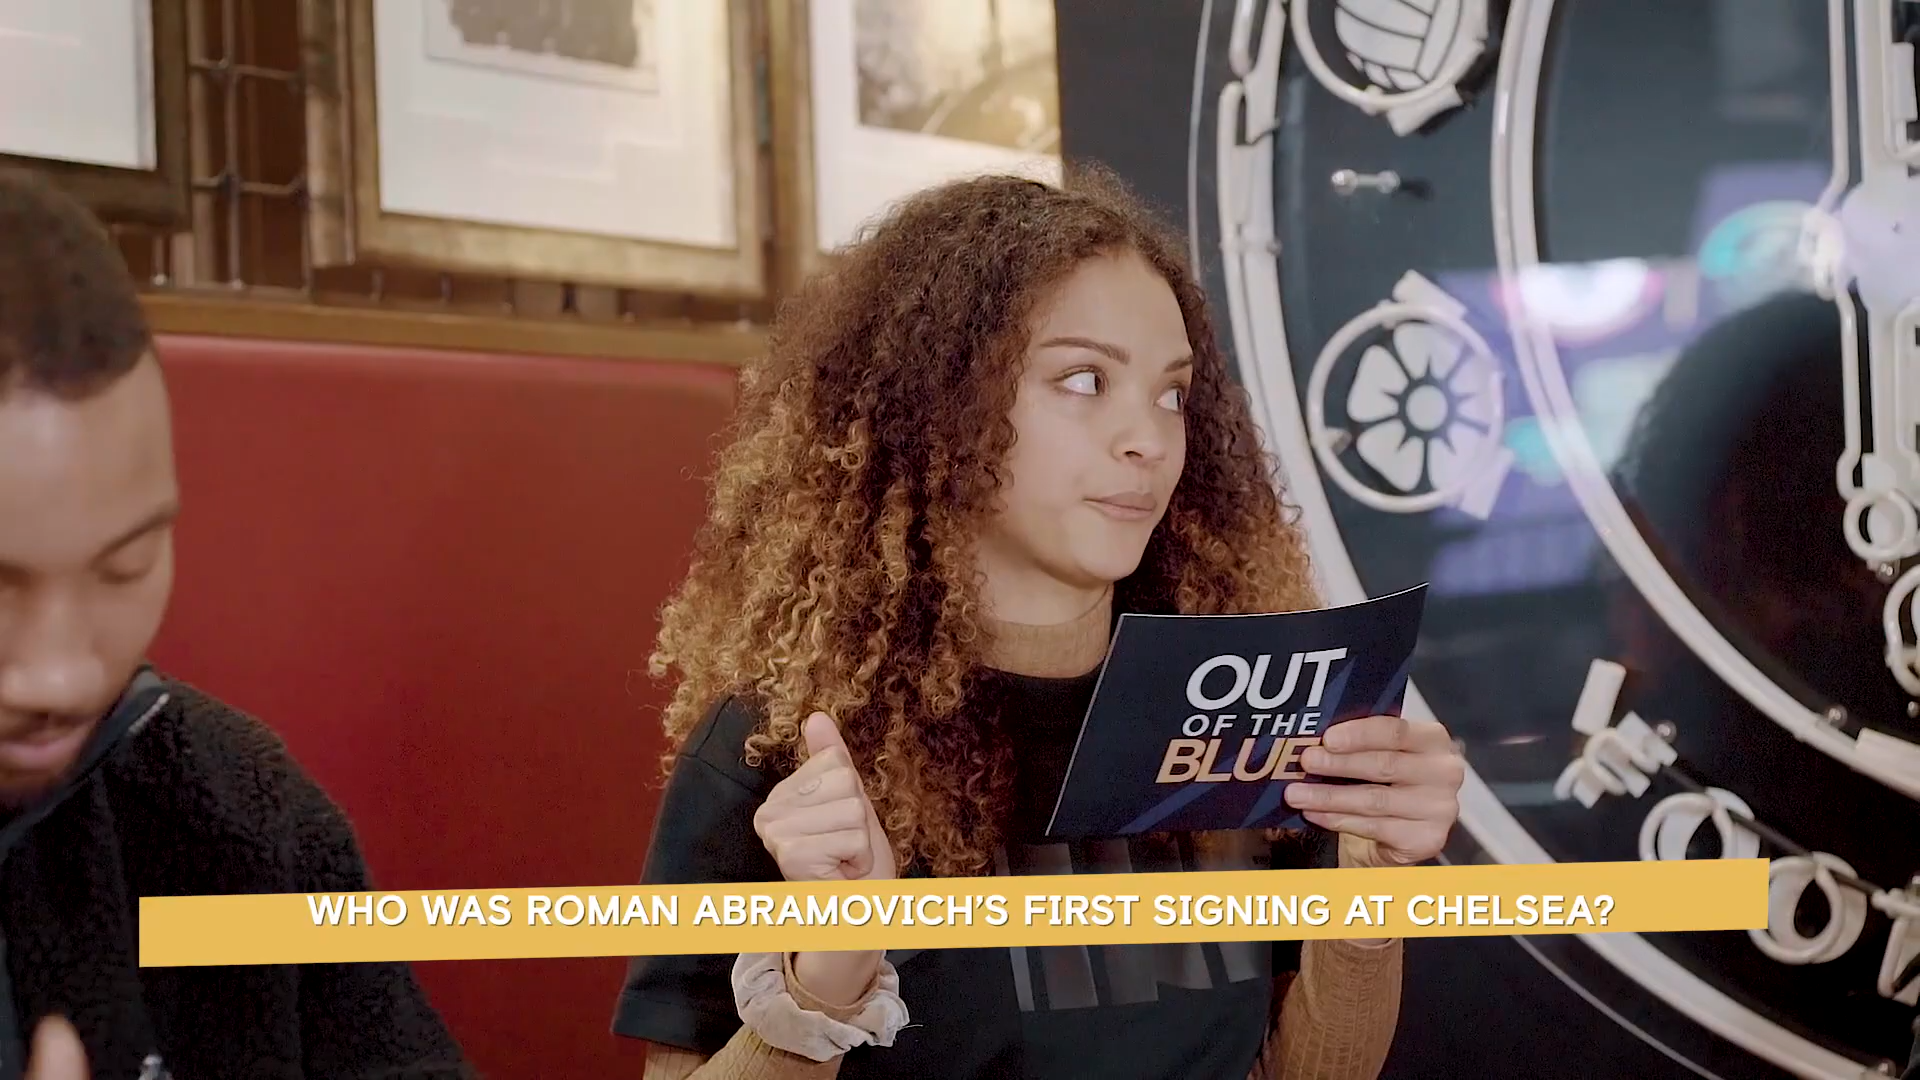 OUT
OF THE
BLUE
WHO WAS ROMAN ABRAMOVICH'S FIRST SIGNING AT CHELSEA?